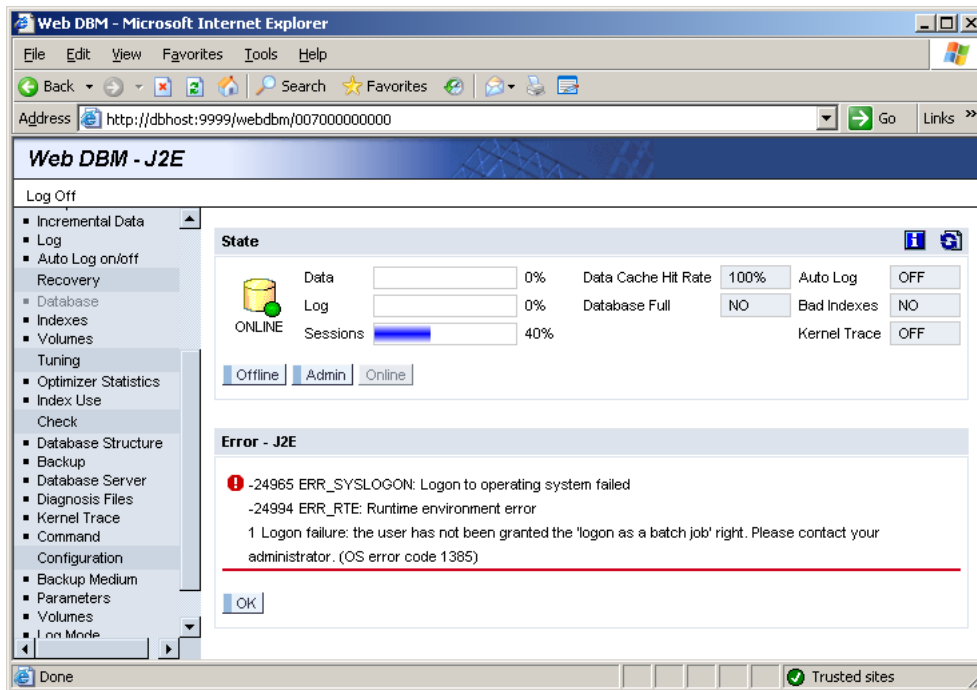 Web DBM - Microsoft Internet Explorer
File Edit View Favorites Tools Help
Back Search Favorites
Address http://dbhost:9999/webdbm/007000000000 Go Links »
Web DBM - J2E
Log Off
Incremental Data
Log
Auto Log on/off
Recovery
Database
Indexes
Volumes
Tuning
Optimizer Statistics
Index Use
Check
Database Structure
Backup
Database Server
Diagnosis Files
Kernel Trace
Command
Configuration
Backup Medium
Parameters
Volumes
Log Mode
State
ONLINE
Data 0% Data Cache Hit Rate 100% Auto Log OFF
Log 0% Database Full NO Bad Indexes NO
Sessions 40% Kernel Trace OFF
Offline Admin Online
Error - J2E
-24965 ERR_SYSLOGON: Logon to operating system failed
-24994 ERR_RTE: Runtime environment error
1 Logon failure: the user has not been granted the 'logon as a batch job' right. Please contact your
administrator. (OS error code 1385)
OK
Done Trusted sites